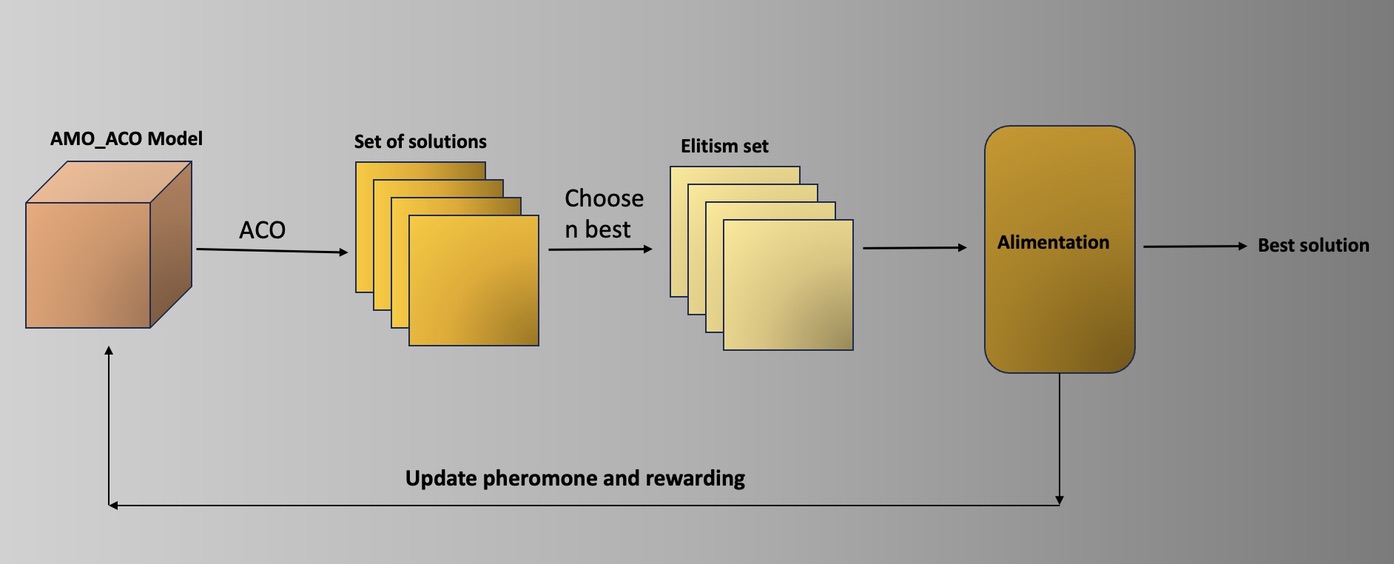 AMO_ACO Model
Set of solutions
Elitism set
ACO
Choose
n best
Alimentation
Best solution
Update pheromone and rewarding